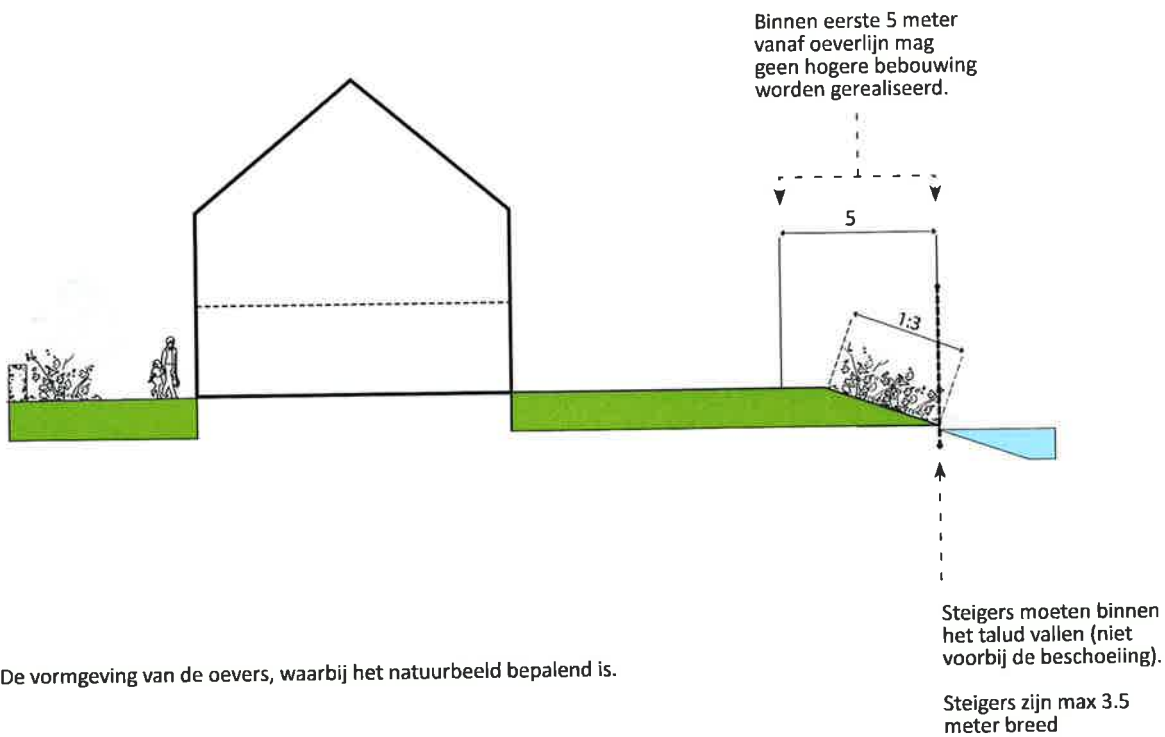 Binnen eerste 5 meter
vanaf oeverlijn mag
geen hogere bebouwing
worden gerealiseerd.
5
1:3
Steigers moeten binnen
het talud vallen (niet
voorbij de beschoeiing).
Steigers zijn max 3.5
meter breed
De vormgeving van de oevers, waarbij het natuurbeeld bepalend is.